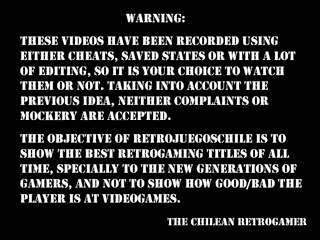 WARNING:
THESE VIDEOS HAVE BEEN RECORDED USING
EITHER CHEATS, SAVED STATES OR WITH A LOT
OF EDITING, SO IT IS YOUR CHOICE TO WATCH
THEM OR NOT. TAKING INTO ACCOUNT THE
PREVIOUS IDEA, NEITHER COMPLAINTS OR
MOCKERY ARE ACCEPTED.
THE OBJECTIVE OF RETROJUEGOSCHILE IS TO
SHOW THE BEST RETROGAMING TITLES OF ALL
TIME, SPECIALLY TO THE NEW GENERATIONS OF
GAMERS, AND NOT TO SHOW HOW GOOD/BAD THE
PLAYER IS AT VIDEOGAMES.
THE CHILEAN RETROGAMER